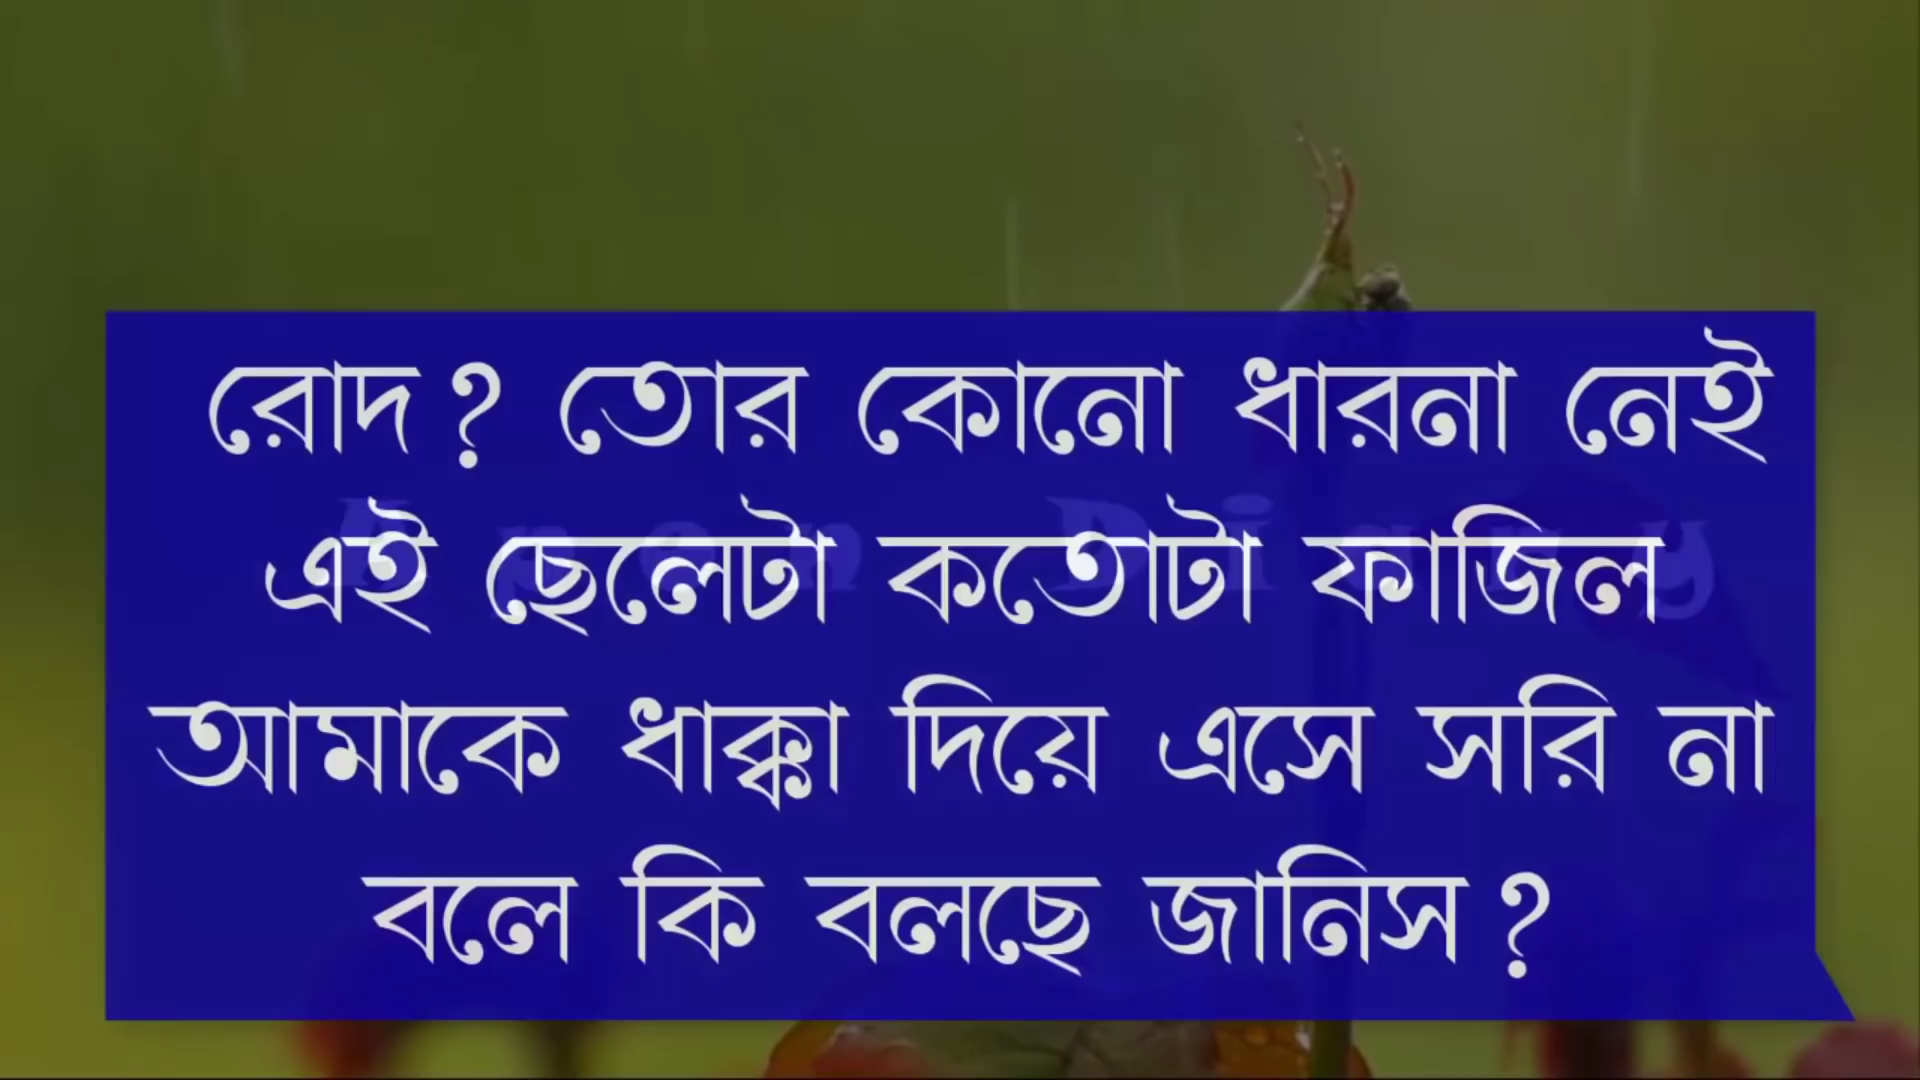 রোদ ? তোর কোনো ধারনা নেই
এই ছেলেটা কতোটা ফাজিল
আমাকে ধাক্কা দিয়ে এসে সরি না
বলে কি বলছে জানিস ?